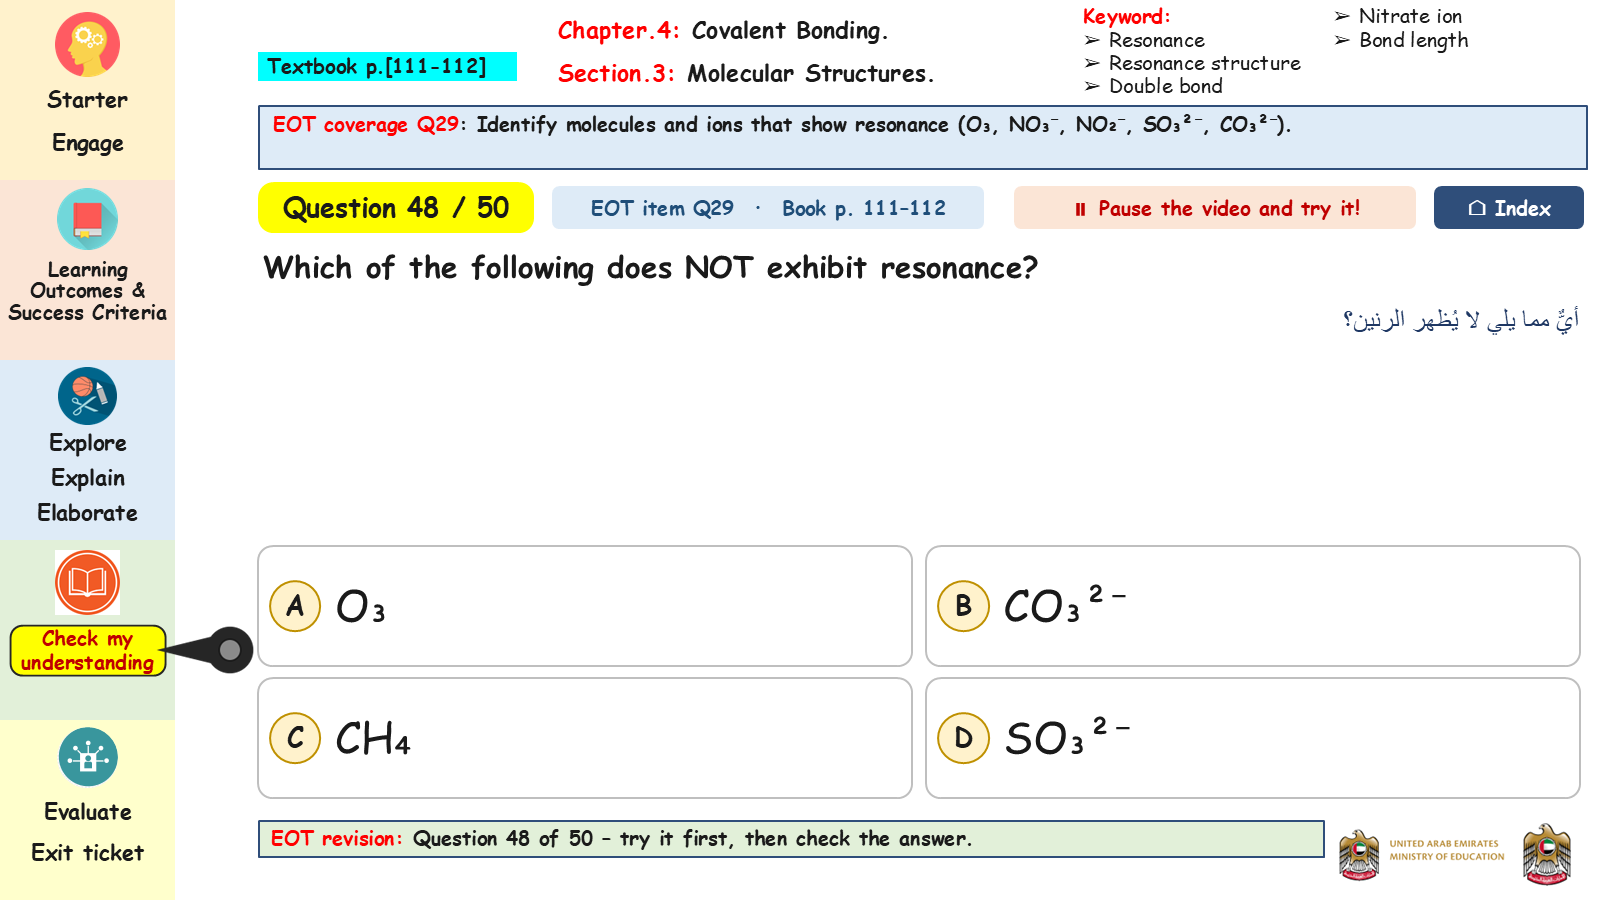 Starter
Engage
Learning
Outcomes &
Success Criteria
Explore
Explain
Elaborate
Check my
understanding
Evaluate
Exit ticket
Textbook p.[111-112]
Chapter.4: Covalent Bonding.
Section.3: Molecular Structures.
Keyword:
➢ Resonance
➢ Resonance structure
➢ Double bond
➢ Nitrate ion
➢ Bond length
EOT coverage Q29: Identify molecules and ions that show resonance (O₃, NO₃⁻, NO₂⁻, SO₃²⁻, CO₃²⁻).
Question 48 / 50
EOT item Q29 · Book p. 111–112
⏸ Pause the video and try it!
⌂ Index
Which of the following does NOT exhibit resonance?
أيٌّ مما يلي لا يُظهر الرنين؟
A O₃
B CO₃²⁻
C CH₄
D SO₃²⁻
EOT revision: Question 48 of 50 – try it first, then check the answer.
UNITED ARAB EMIRATES
MINISTRY OF EDUCATION